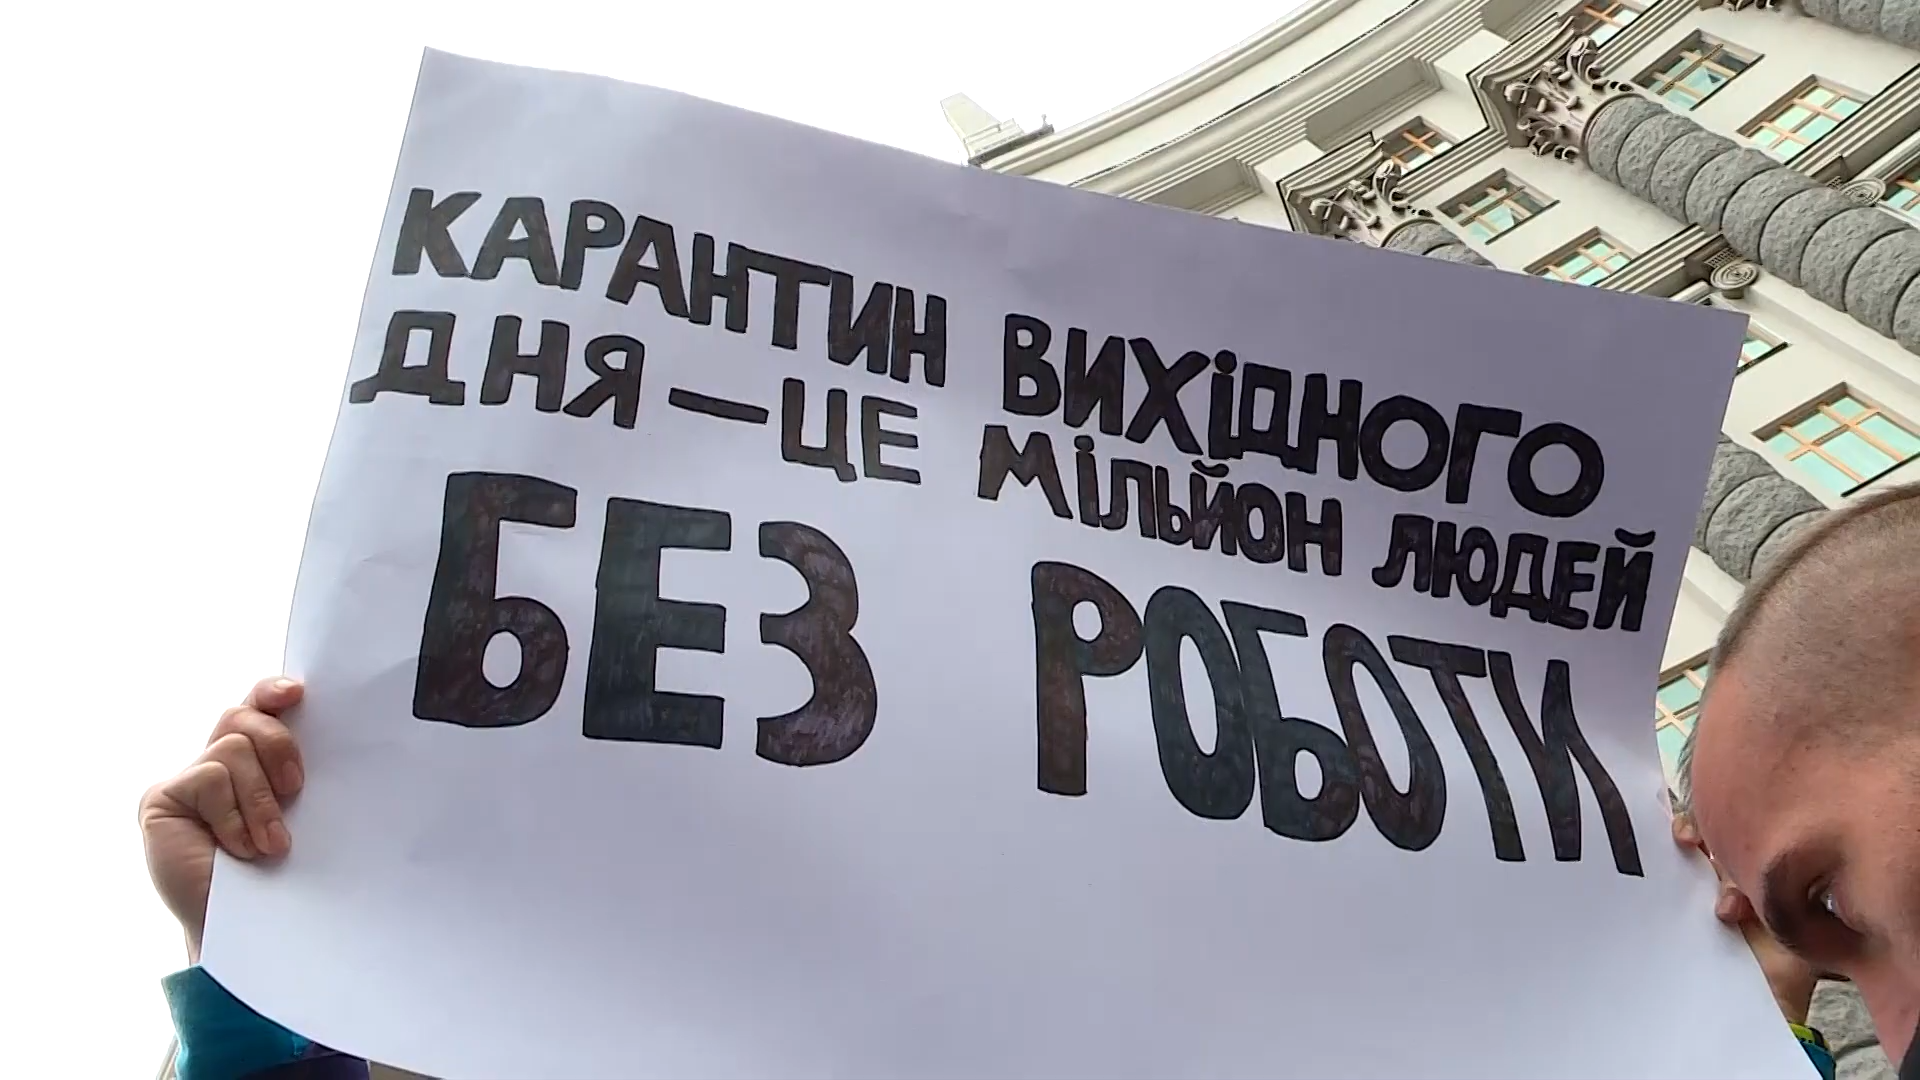 КАРАНТИН ВИХІДНОГО
ДНЯ – ЦЕ МІЛЬЙОН ЛЮДЕЙ
БЕЗ РОБОТИ